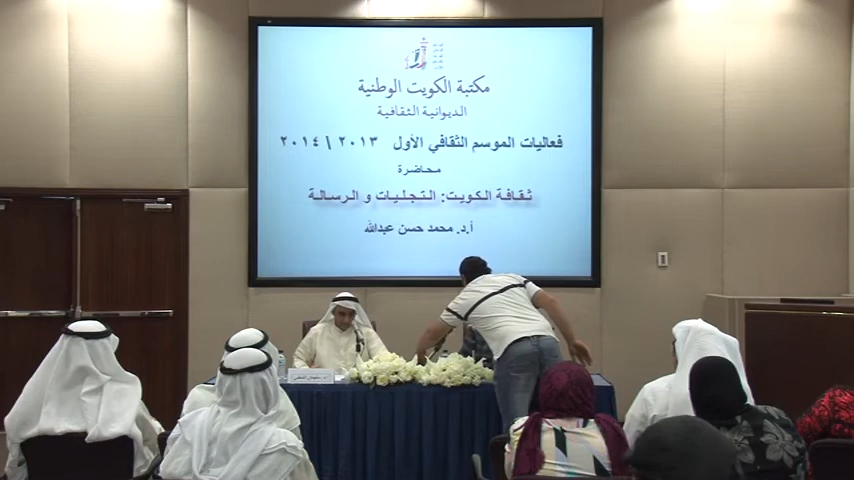 مكتبة الكويت الوطنية
الديوانية الثقافية
فعاليات الموسم الثقافي الأول ٢٠١٣ \ ٢٠١٤
محاضرة
ثقافة الكويت: التجليات و الرسالة
أ.د. محمد حسن عبدالله